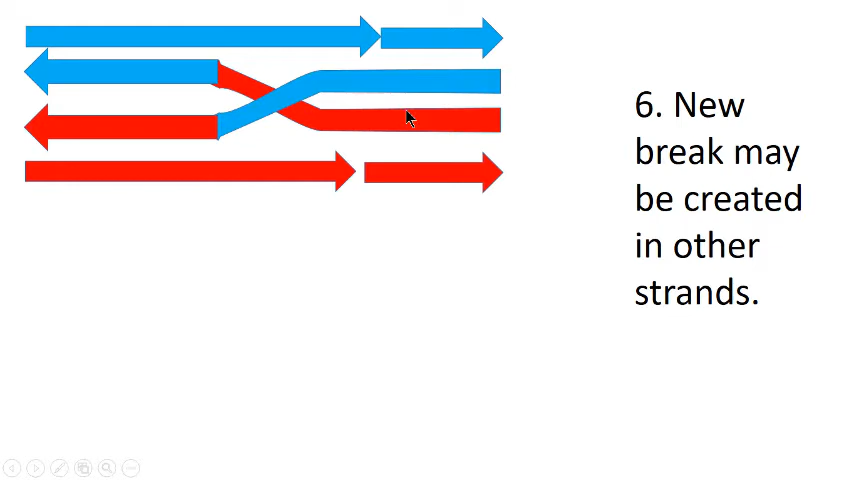 6. New
break may
be created
in other
strands.